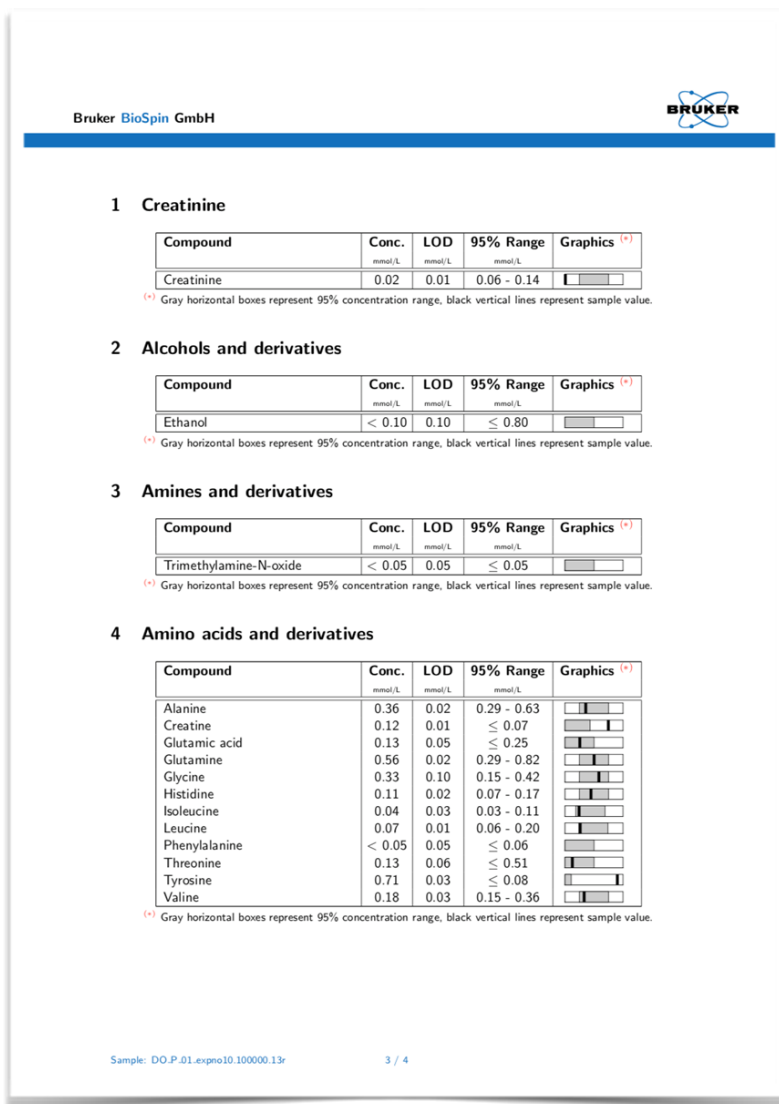 BRUKER
Bruker BioSpin GmbH
1 Creatinine
Compound Conc. LOD 95% Range Graphics (*)
mmol/L mmol/L mmol/L
Creatinine 0.02 0.01 0.06 - 0.14
(*) Gray horizontal boxes represent 95% concentration range, black vertical lines represent sample value.
2 Alcohols and derivatives
Compound Conc. LOD 95% Range Graphics (*)
mmol/L mmol/L mmol/L
Ethanol < 0.10 0.10 ≤ 0.80
(*) Gray horizontal boxes represent 95% concentration range, black vertical lines represent sample value.
3 Amines and derivatives
Compound Conc. LOD 95% Range Graphics (*)
mmol/L mmol/L mmol/L
Trimethylamine-N-oxide < 0.05 0.05 ≤ 0.05
(*) Gray horizontal boxes represent 95% concentration range, black vertical lines represent sample value.
4 Amino acids and derivatives
Compound Conc. LOD 95% Range Graphics (*)
mmol/L mmol/L mmol/L
Alanine 0.36 0.02 0.29 - 0.63
Creatine 0.12 0.01 ≤ 0.07
Glutamic acid 0.13 0.05 ≤ 0.25
Glutamine 0.56 0.02 0.29 - 0.82
Glycine 0.33 0.10 0.15 - 0.42
Histidine 0.11 0.02 0.07 - 0.17
Isoleucine 0.04 0.03 0.03 - 0.11
Leucine 0.07 0.01 0.06 - 0.20
Phenylalanine < 0.05 0.05 ≤ 0.06
Threonine 0.13 0.06 ≤ 0.51
Tyrosine 0.71 0.03 ≤ 0.08
Valine 0.18 0.03 0.15 - 0.36
(*) Gray horizontal boxes represent 95% concentration range, black vertical lines represent sample value.
Sample: DO_P_01_expno10.100000.13r 3 / 4